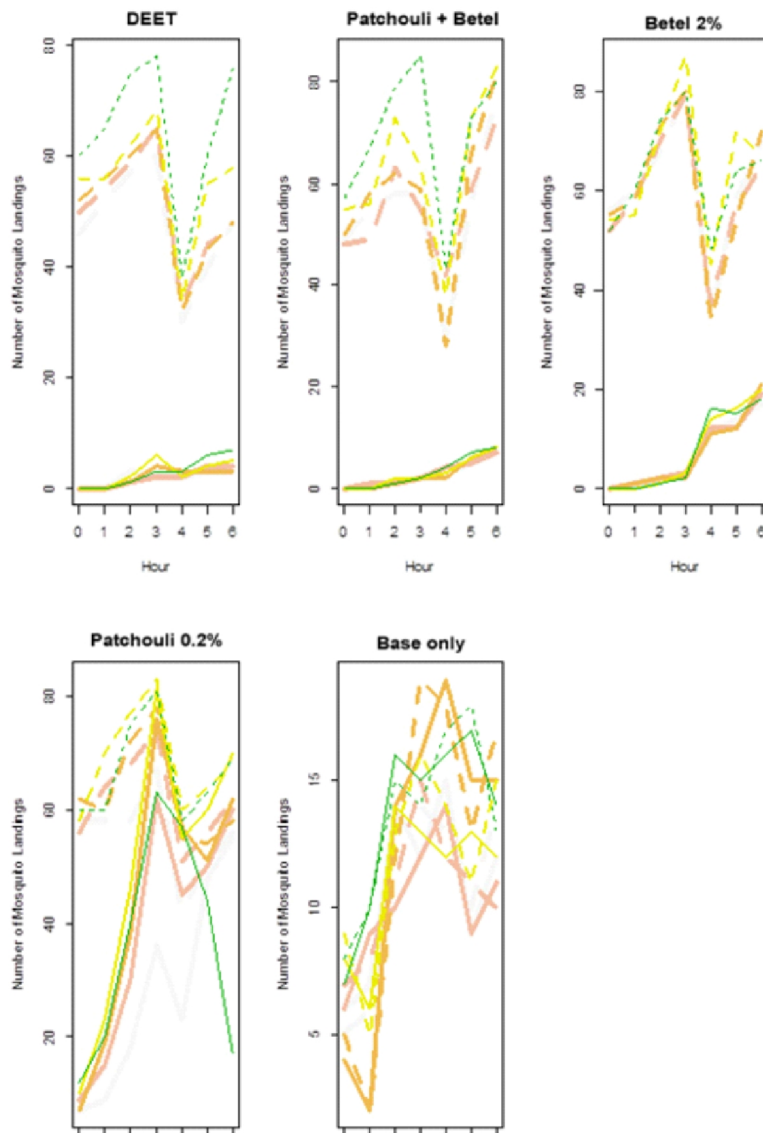 DEET
Patchouli + Betel
Betel 2%
Number of Mosquito Landings
0 20 40 60 80
0 1 2 3 4 5 6
Hour
Number of Mosquito Landings
0 20 40 60 80
0 1 2 3 4 5 6
Hour
Number of Mosquito Landings
0 20 40 60 80
0 1 2 3 4 5 6
Hour
Patchouli 0.2%
Base only
Number of Mosquito Landings
20 40 60 80
Number of Mosquito Landings
5 10 15